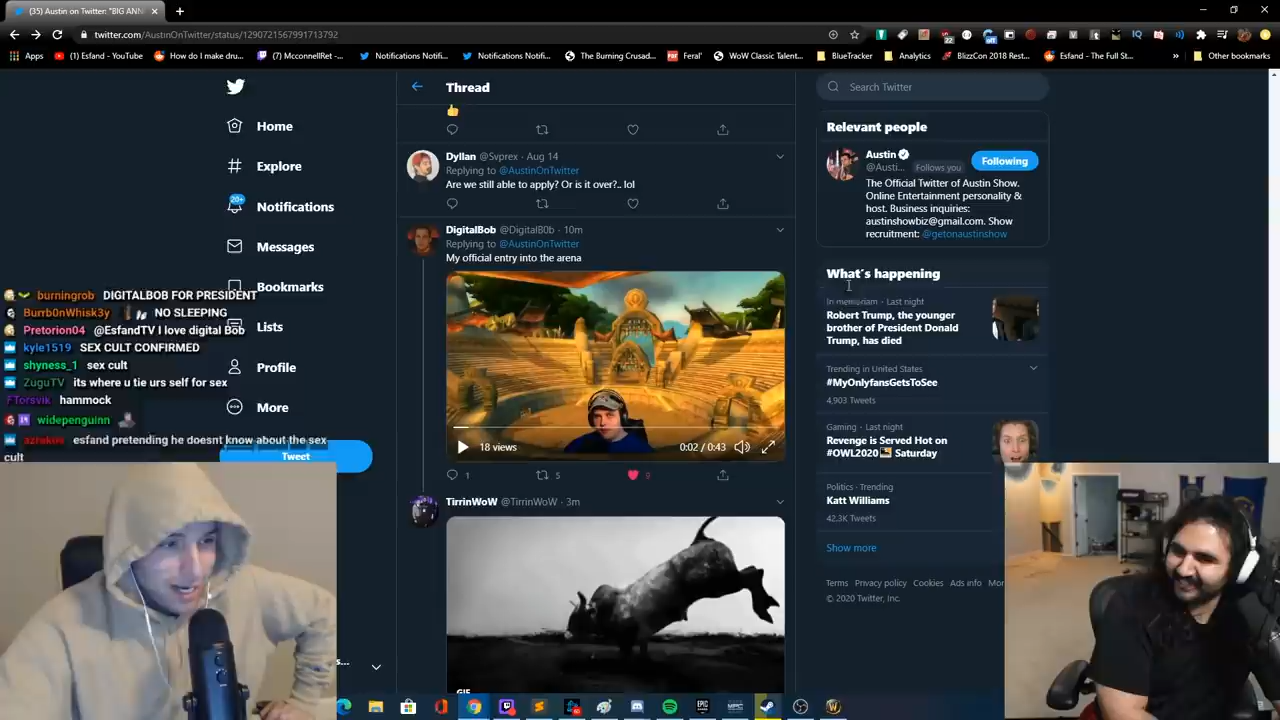 (35) Austin on Twitter: "BIG ANN
twitter.com/AustinOnTwitter/status/1290721567991713792
Apps
(1) Esfand - YouTube
How do I make dru...
(7) McconnellRet -...
Notifications Notifi...
Notifications Notifi...
The Burning Crusad...
Feral'
WoW Classic Talent...
BlueTracker
Analytics
BlizzCon 2018 Rest...
Esfand - The Full St...
Other bookmarks
Home
Explore
20+
Notifications
Messages
Bookmarks
Lists
Profile
More
Tweet
burningrob DIGITALBOB FOR PRESIDENT
Burrb0nWhisk3y NO SLEEPING
Pretorion04 @EsfandTV I love digital Bob
kyle1519 SEX CULT CONFIRMED
shyness_1 sex cult
ZuguTV its where u tie urs self for sex
FTorsvik hammock
widepenguinn
esfand pretending he doesnt know about the sex
cult
Thread
Dyllan @Svprex · Aug 14
Replying to @AustinOnTwitter
Are we still able to apply? Or is it over?.. lol
DigitalBob @DigitalB0b · 10m
Replying to @AustinOnTwitter
My official entry into the arena
18 views
0:02 / 0:43
1
5
9
TirrinWoW @TirrinWoW · 3m
GIF
Search Twitter
Relevant people
Austin
@Austi... Follows you
Following
The Official Twitter of Austin Show.
Online Entertainment personality &
host. Business inquiries:
austinshowbiz@gmail.com. Show
recruitment: @getonaustinshow
What's happening
In memoriam · Last night
Robert Trump, the younger
brother of President Donald
Trump, has died
Trending in United States
#MyOnlyfansGetsToSee
4,903 Tweets
Gaming · Last night
Revenge is Served Hot on
#OWL2020 Saturday
Politics · Trending
Katt Williams
42.3K Tweets
Show more
Terms Privacy policy Cookies Ads info Mor
© 2020 Twitter, Inc.